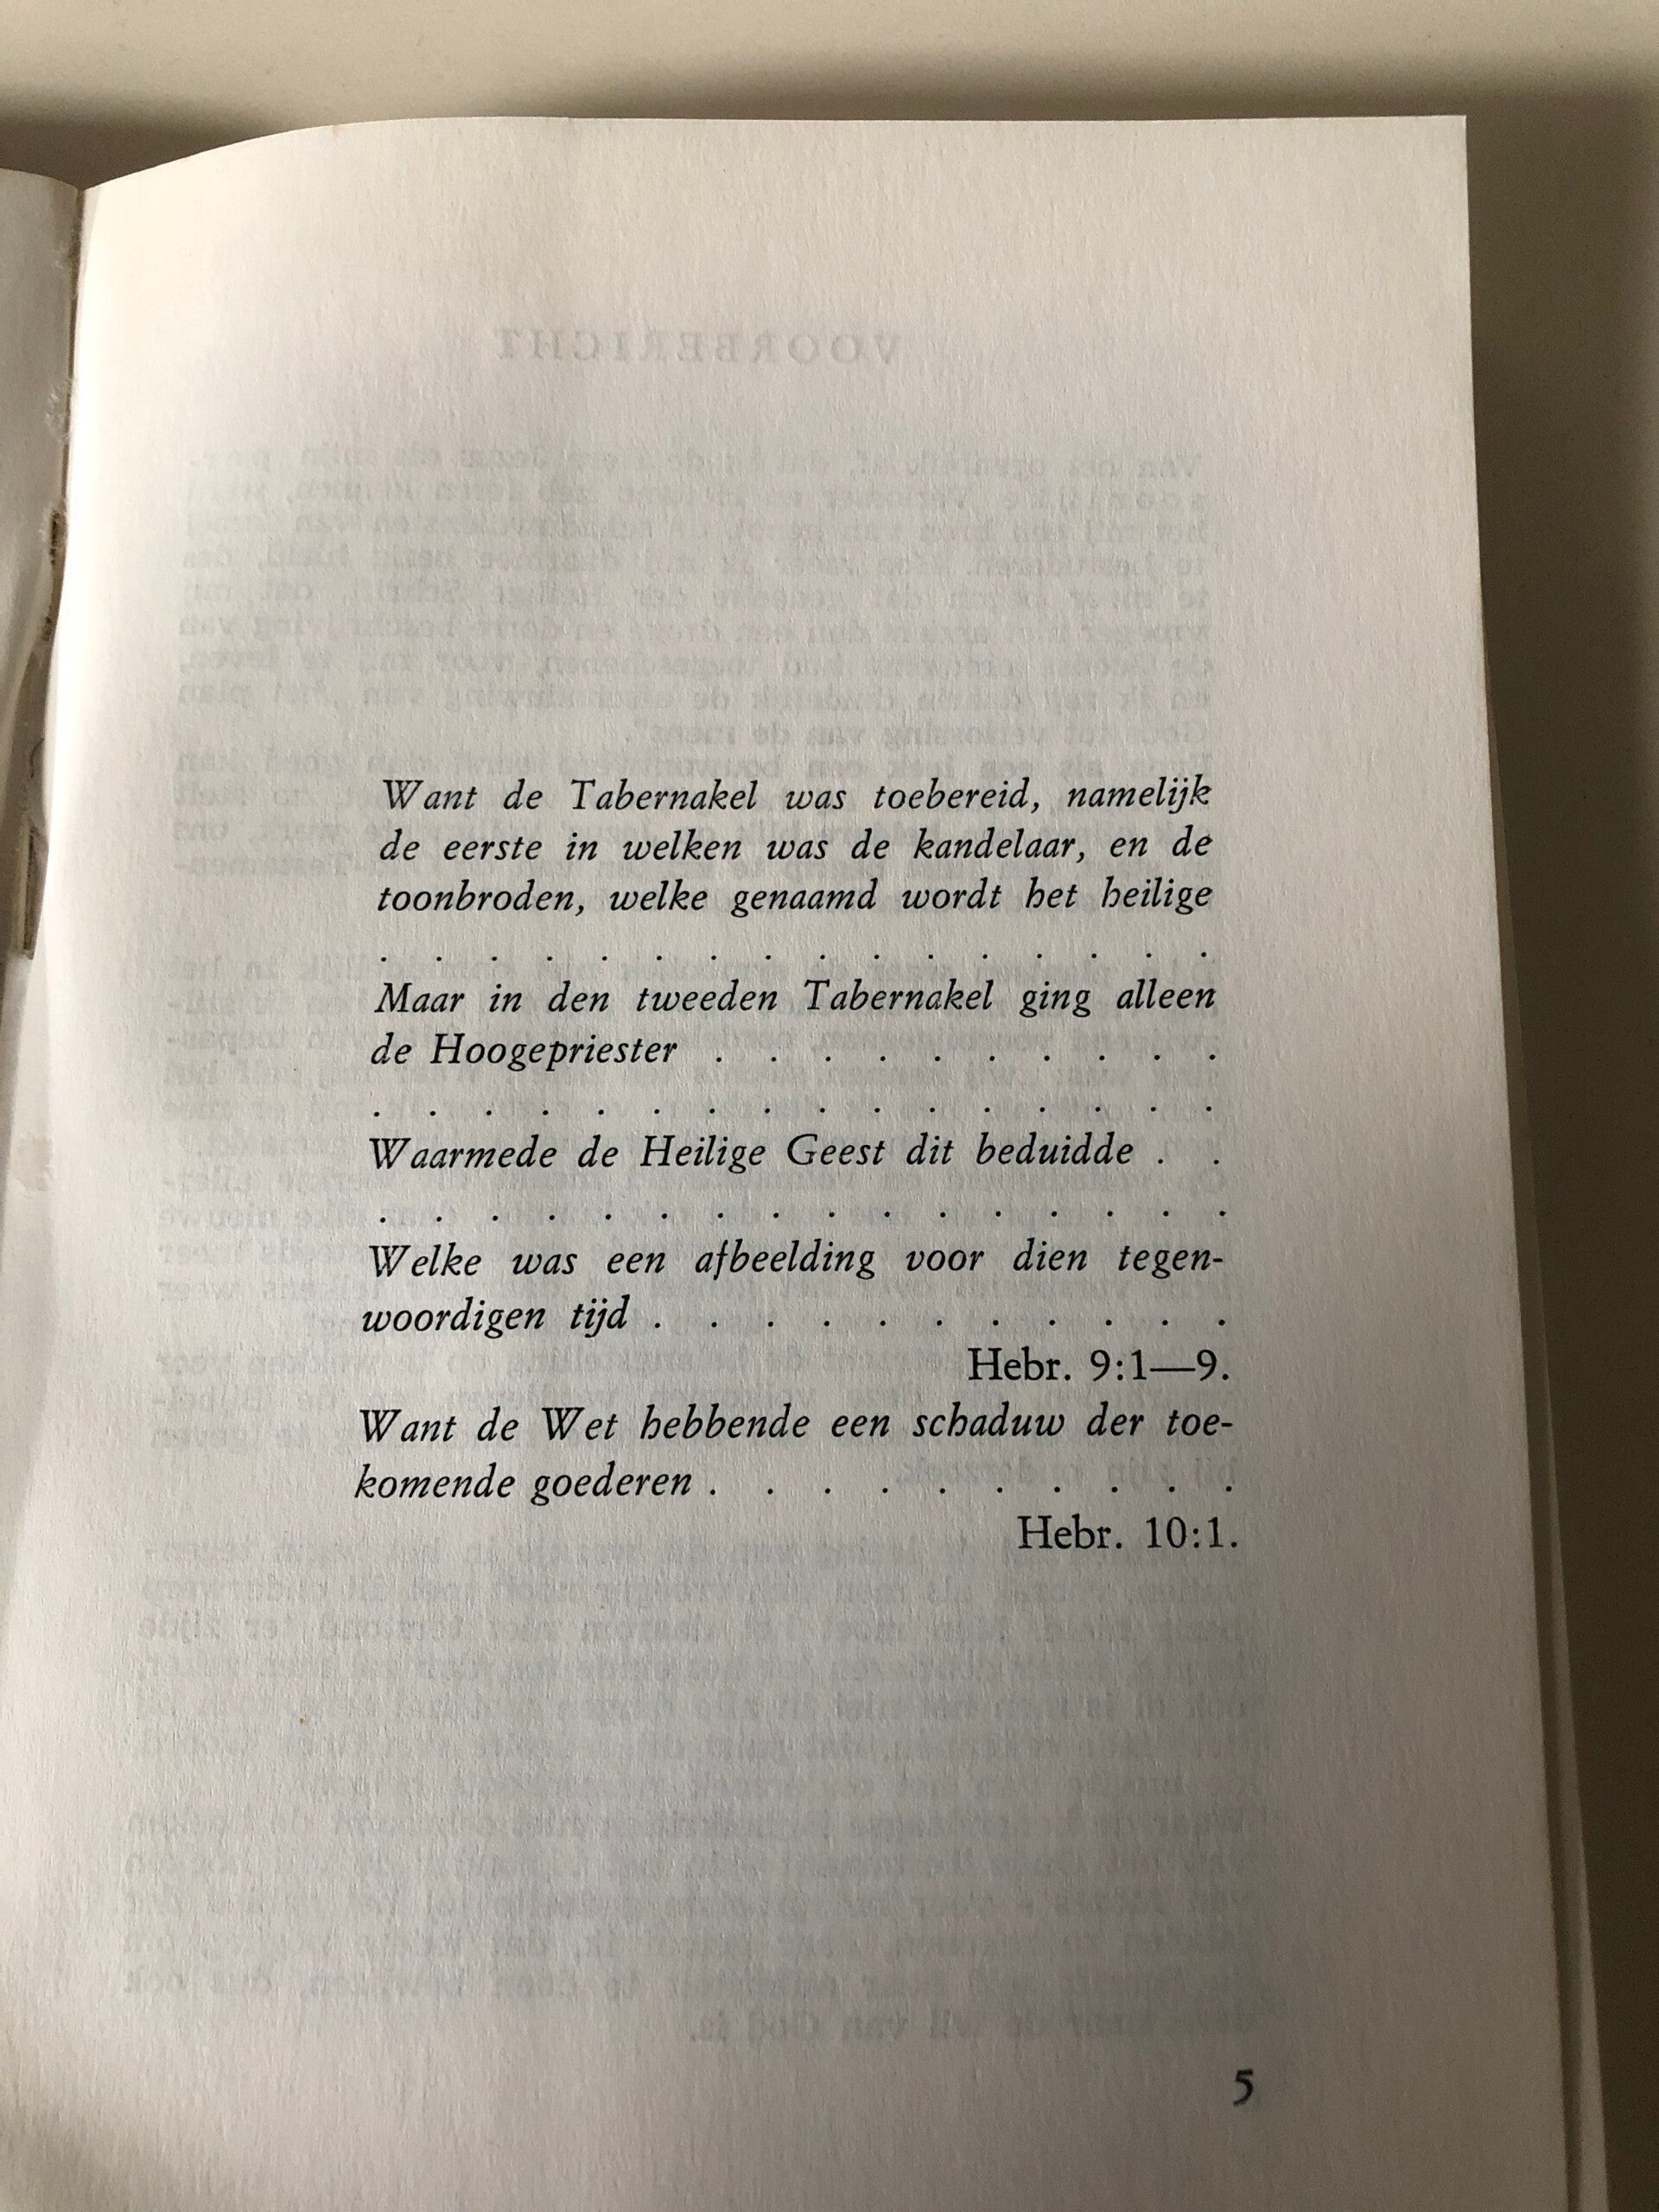 Want de Tabernakel was toebereid, namelijk
de eerste in welken was de kandelaar, en de
toonbroden, welke genaamd wordt het heilige
. . . . . . . . . . . . . . . .
Maar in den tweeden Tabernakel ging alleen
de Hoogepriester . . . . . . . . . .
. . . . . . . . . . . . . . . .
Waarmede de Heilige Geest dit beduidde . .
. . . . . . . . . . . . . . . .
Welke was een afbeelding voor dien tegen-
woordigen tijd . . . . . . . . . . .
Hebr. 9:1—9.
Want de Wet hebbende een schaduw der toe-
komende goederen . . . . . . . . . .
Hebr. 10:1.
5